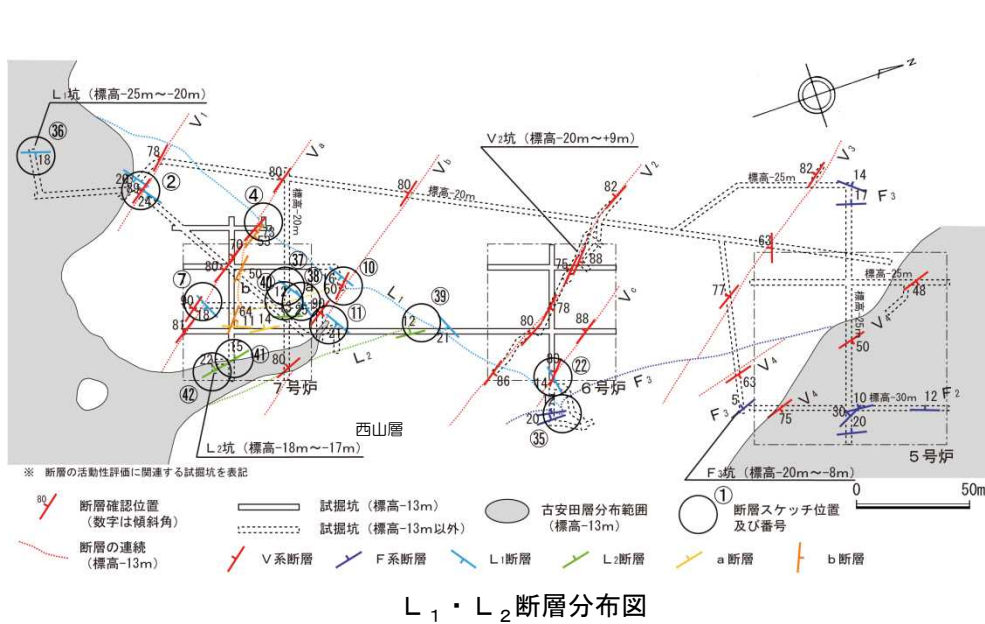 L₁坑（標高-25m～-20m）
㊱
18
78
V₁
Vₐ
V_b
V₂坑（標高-20m～+9m）
N
V₂
V₃
②
24
80
80
標高-20m
標高-20m
82
82
標高-25m
14
17
F₃
④
53
70
80
50
㊲
㊳
⑩
60
b
a
L₁
㊴
75
88
63
標高-25m
48
標高-25m
V₄
⑦
90
18
81
64
11
14
90
⑪
21
12
21
78
V_c
77
50
L₂
80
88
15
㊶
22
㊷
80
86
89
14
㉒
F₃
7号炉
6号炉
63
V₄
V₄
75
5
F₃
10
標高-30m
12
F₂
30
20
20
㉟
西山層
L₂坑（標高-18m～-17m）
F₃坑（標高-20m～-8m）
5号炉
※ 断層の活動性評価に関連する試掘坑を表記
80
断層確認位置
（数字は傾斜角）
試掘坑（標高-13m）
試掘坑（標高-13m以外）
古安田層分布範囲
（標高-13m）
①
断層スケッチ位置
及び番号
0
50m
断層の連続
（標高-13m）
V系断層
F系断層
L₁断層
L₂断層
a断層
b断層
L₁・L₂断層分布図